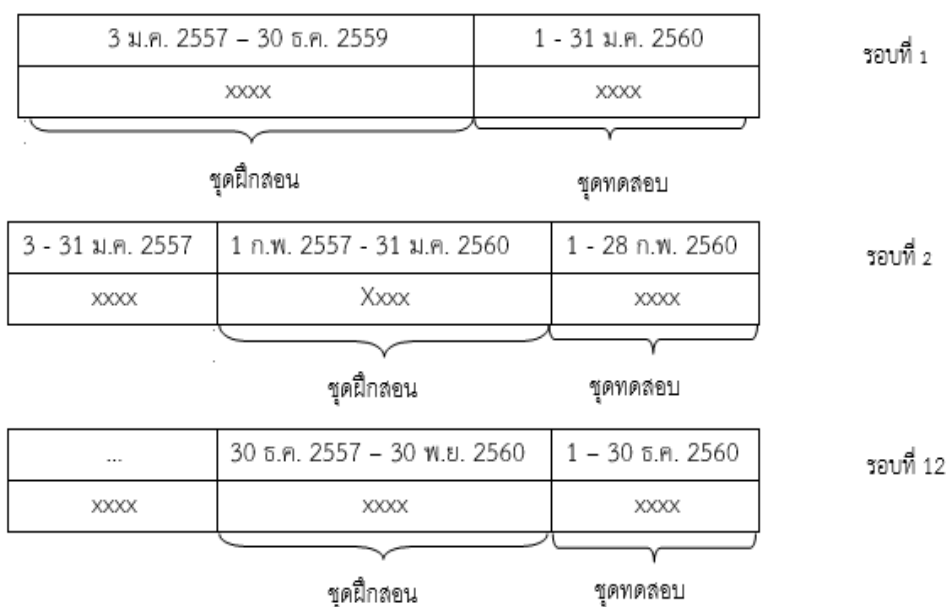 3 ม.ค. 2557 – 30 ธ.ค. 2559 1 - 31 ม.ค. 2560 รอบที่ 1
xxxx xxxx
ชุดฝึกสอน ชุดทดสอบ
3 - 31 ม.ค. 2557 1 ก.พ. 2557 - 31 ม.ค. 2560 1 - 28 ก.พ. 2560 รอบที่ 2
xxxx Xxxx xxxx
ชุดฝึกสอน ชุดทดสอบ
... 30 ธ.ค. 2557 – 30 พ.ย. 2560 1 – 30 ธ.ค. 2560 รอบที่ 12
xxxx xxxx xxxx
ชุดฝึกสอน ชุดทดสอบ